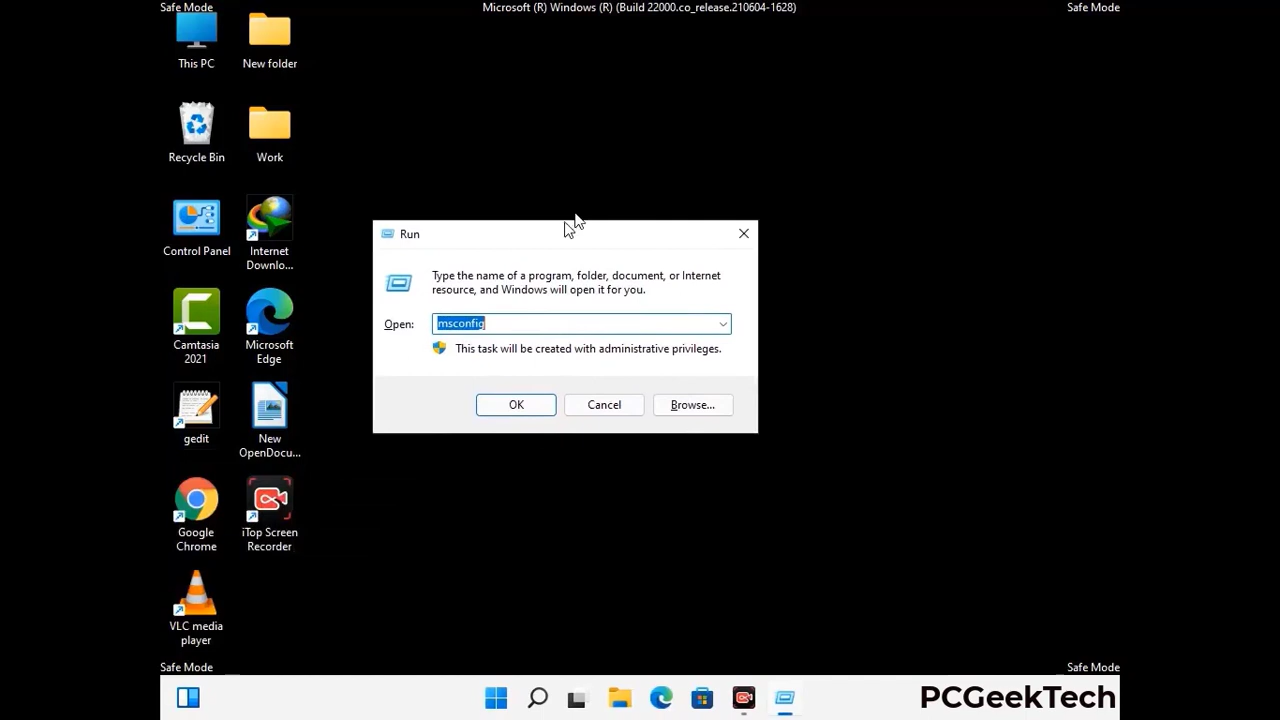 Safe Mode
Microsoft (R) Windows (R) (Build 22000.co_release.210604-1628)
Safe Mode
This PC
New folder
Recycle Bin
Work
Control Panel
Internet
Downlo...
Camtasia
2021
Microsoft
Edge
gedit
New
OpenDocu...
Google
Chrome
iTop Screen
Recorder
VLC media
player
Run
Type the name of a program, folder, document, or Internet
resource, and Windows will open it for you.
Open:
msconfig
This task will be created with administrative privileges.
OK
Cancel
Browse...
Safe Mode
Safe Mode
PCGeekTech